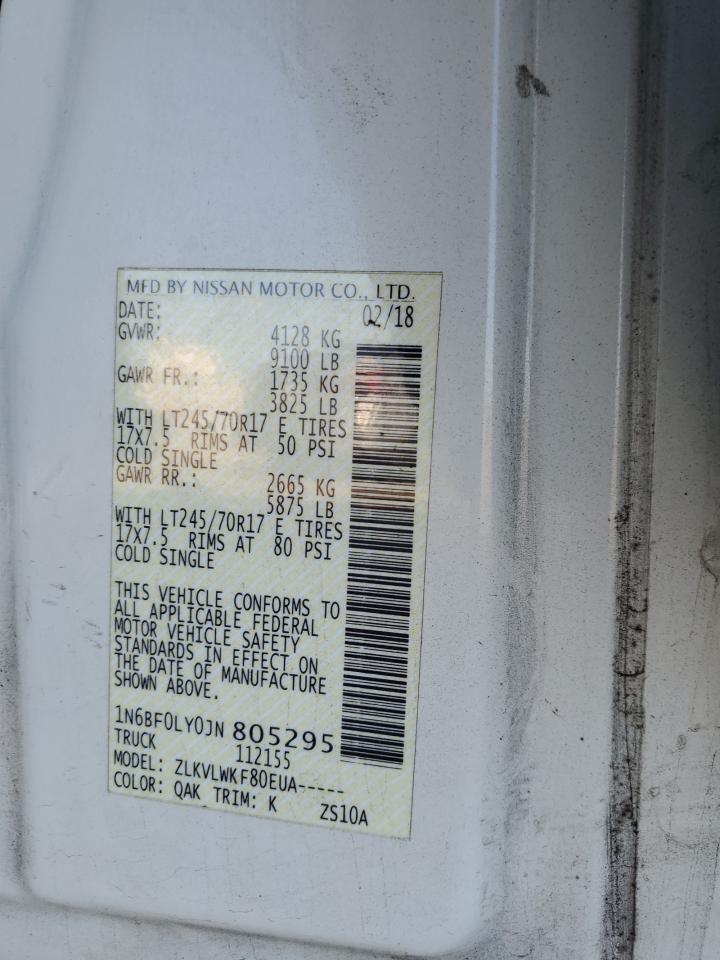 MFD BY NISSAN MOTOR CO., LTD.
DATE: 02/18
GVWR: 4128 KG
9100 LB
GAWR FR.: 1735 KG
3825 LB
WITH LT245/70R17 E TIRES
17X7.5 RIMS AT 50 PSI
COLD SINGLE
GAWR RR.: 2665 KG
5875 LB
WITH LT245/70R17 E TIRES
17X7.5 RIMS AT 80 PSI
COLD SINGLE
THIS VEHICLE CONFORMS TO
ALL APPLICABLE FEDERAL
MOTOR VEHICLE SAFETY
STANDARDS IN EFFECT ON
THE DATE OF MANUFACTURE
SHOWN ABOVE.
1N6BF0LY0JN 805295
TRUCK 112155
MODEL: ZLKVLWKF80EUA-----
COLOR: QAK TRIM: K ZS10A